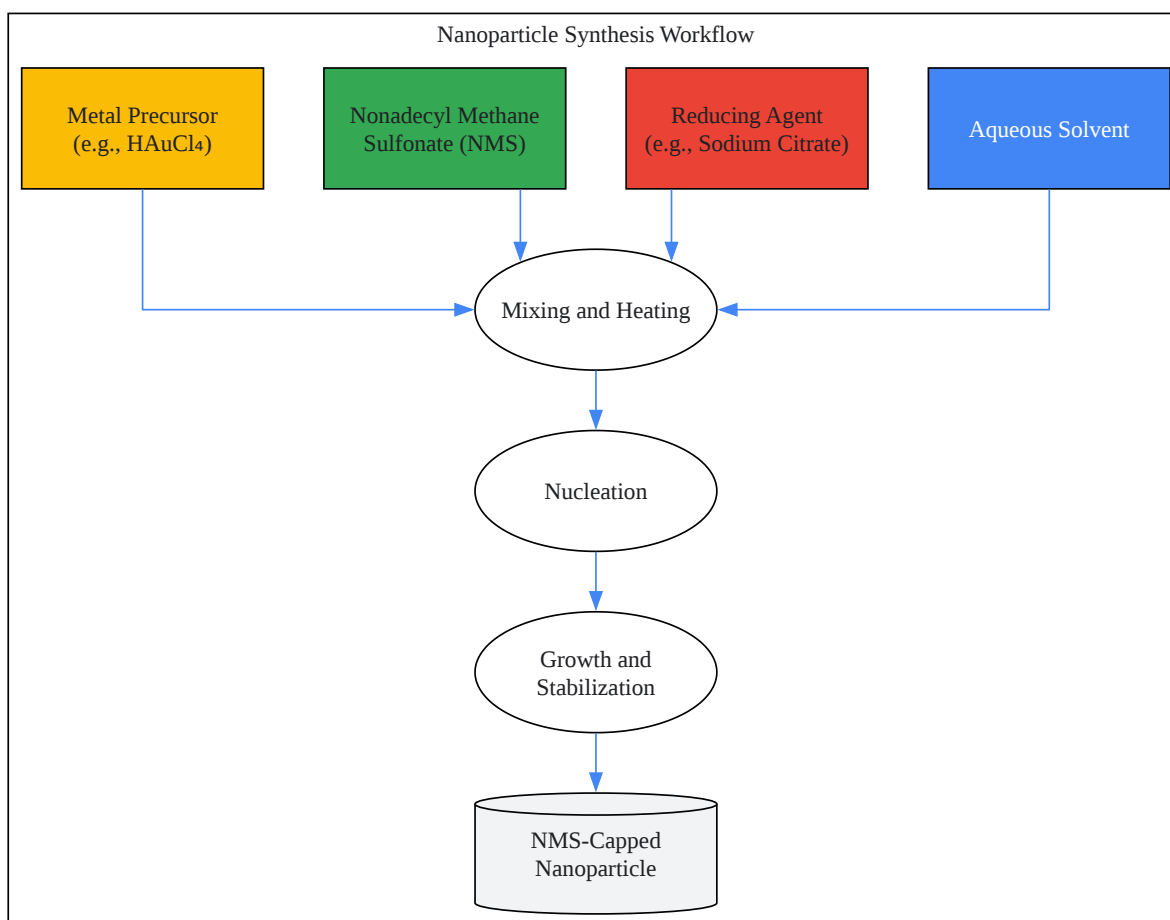 Nanoparticle Synthesis Workflow
Metal Precursor
(e.g., HAuCl₄)
Nonadecyl Methane
Sulfonate (NMS)
Reducing Agent
(e.g., Sodium Citrate)
Aqueous Solvent
Mixing and Heating
Nucleation
Growth and
Stabilization
NMS-Capped
Nanoparticle